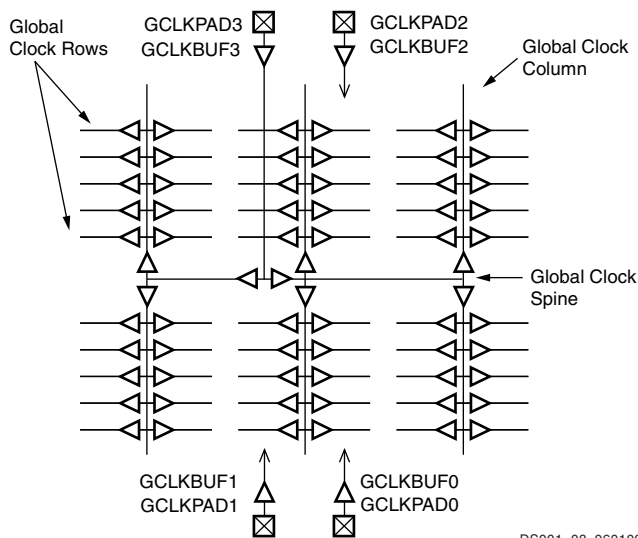 Global
Clock Rows
GCLKPAD3
GCLKBUF3
GCLKPAD2
GCLKBUF2
Global Clock
Column
Global Clock
Spine
GCLKBUF1
GCLKPAD1
GCLKBUF0
GCLKPAD0